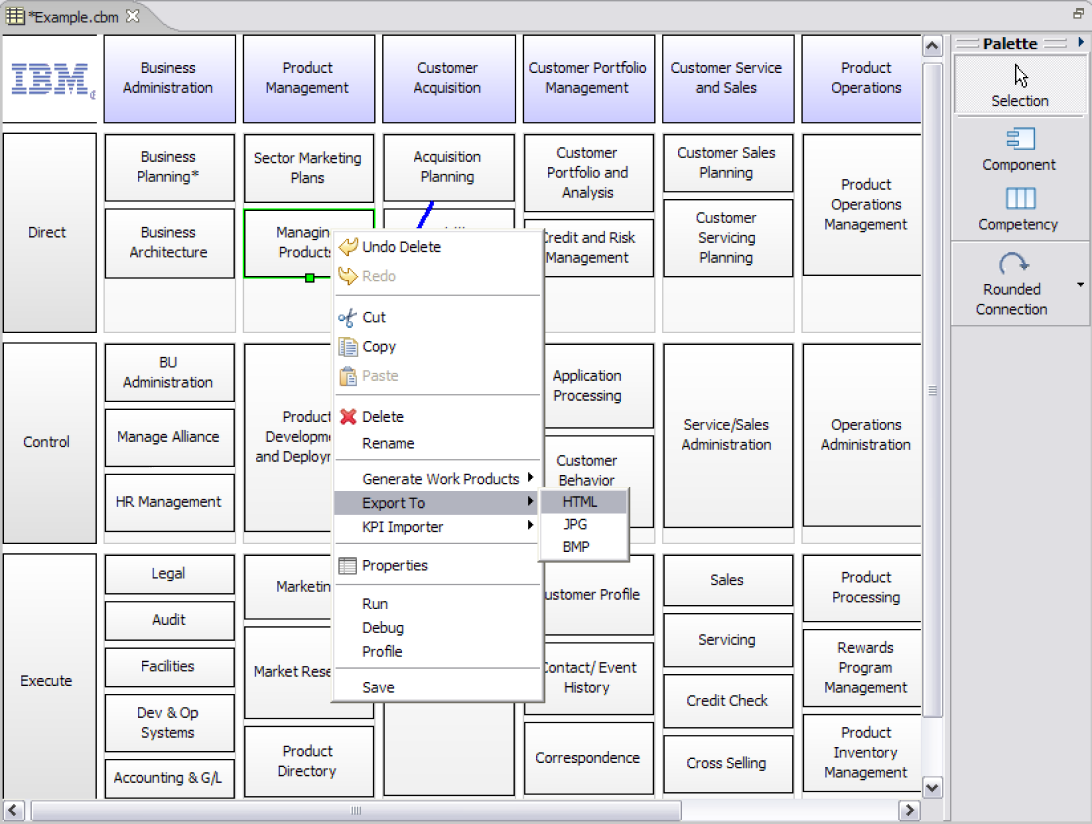 *Example.cbm
IBM
Business
Administration
Product
Management
Customer
Acquisition
Customer Portfolio
Management
Customer Service
and Sales
Product
Operations
Palette
Selection
Component
Competency
Rounded
Connection
Direct
Business
Planning*
Sector Marketing
Plans
Acquisition
Planning
Customer
Portfolio and
Analysis
Customer Sales
Planning
Product
Operations
Management
Business
Architecture
Managin
Products
Credit and Risk
Management
Customer
Servicing
Planning
Undo Delete
Redo
Cut
Copy
Paste
Delete
Rename
Generate Work Products
Export To
KPI Importer
Properties
Run
Debug
Profile
Save
HTML
JPG
BMP
Control
BU
Administration
Manage Alliance
HR Management
Product
Developme
and Deploy
Application
Processing
Customer
Behavior
Service/Sales
Administration
Operations
Administration
Execute
Legal
Audit
Facilities
Dev & Op
Systems
Accounting & G/L
Marketin
Market Rese
Product
Directory
ustomer Profile
Contact/ Event
History
Correspondence
Sales
Servicing
Credit Check
Cross Selling
Product
Processing
Rewards
Program
Management
Product
Inventory
Management